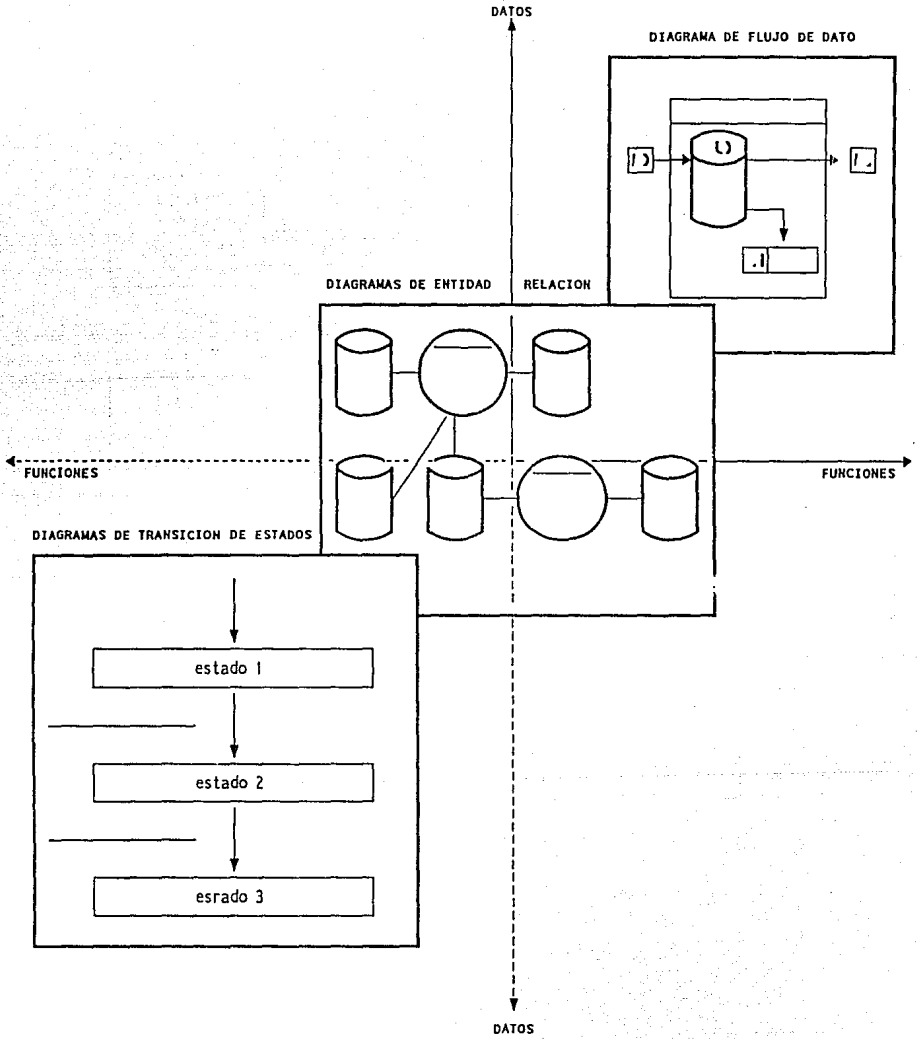 DATOS
DIAGRAMA DE FLUJO DE DATO
DIAGRAMAS DE ENTIDAD RELACION
FUNCIONES
FUNCIONES
DIAGRAMAS DE TRANSICION DE ESTADOS
estado 1
estado 2
esrado 3
DATOS